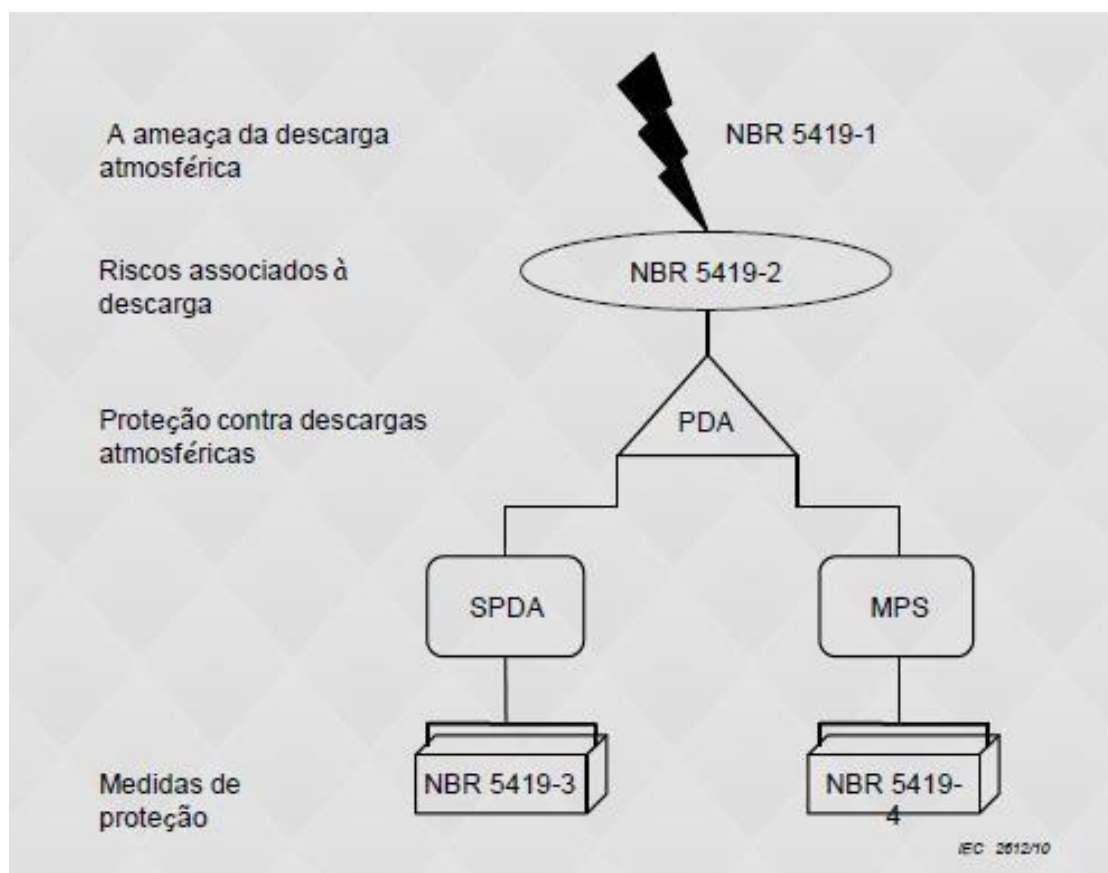 A ameaça da descarga
atmosférica
NBR 5419-1
Riscos associados à
descarga
NBR 5419-2
Proteção contra descargas
atmosféricas
PDA
SPDA
MPS
Medidas de
proteção
NBR 5419-3
NBR 5419-
4
IEC 2612/10